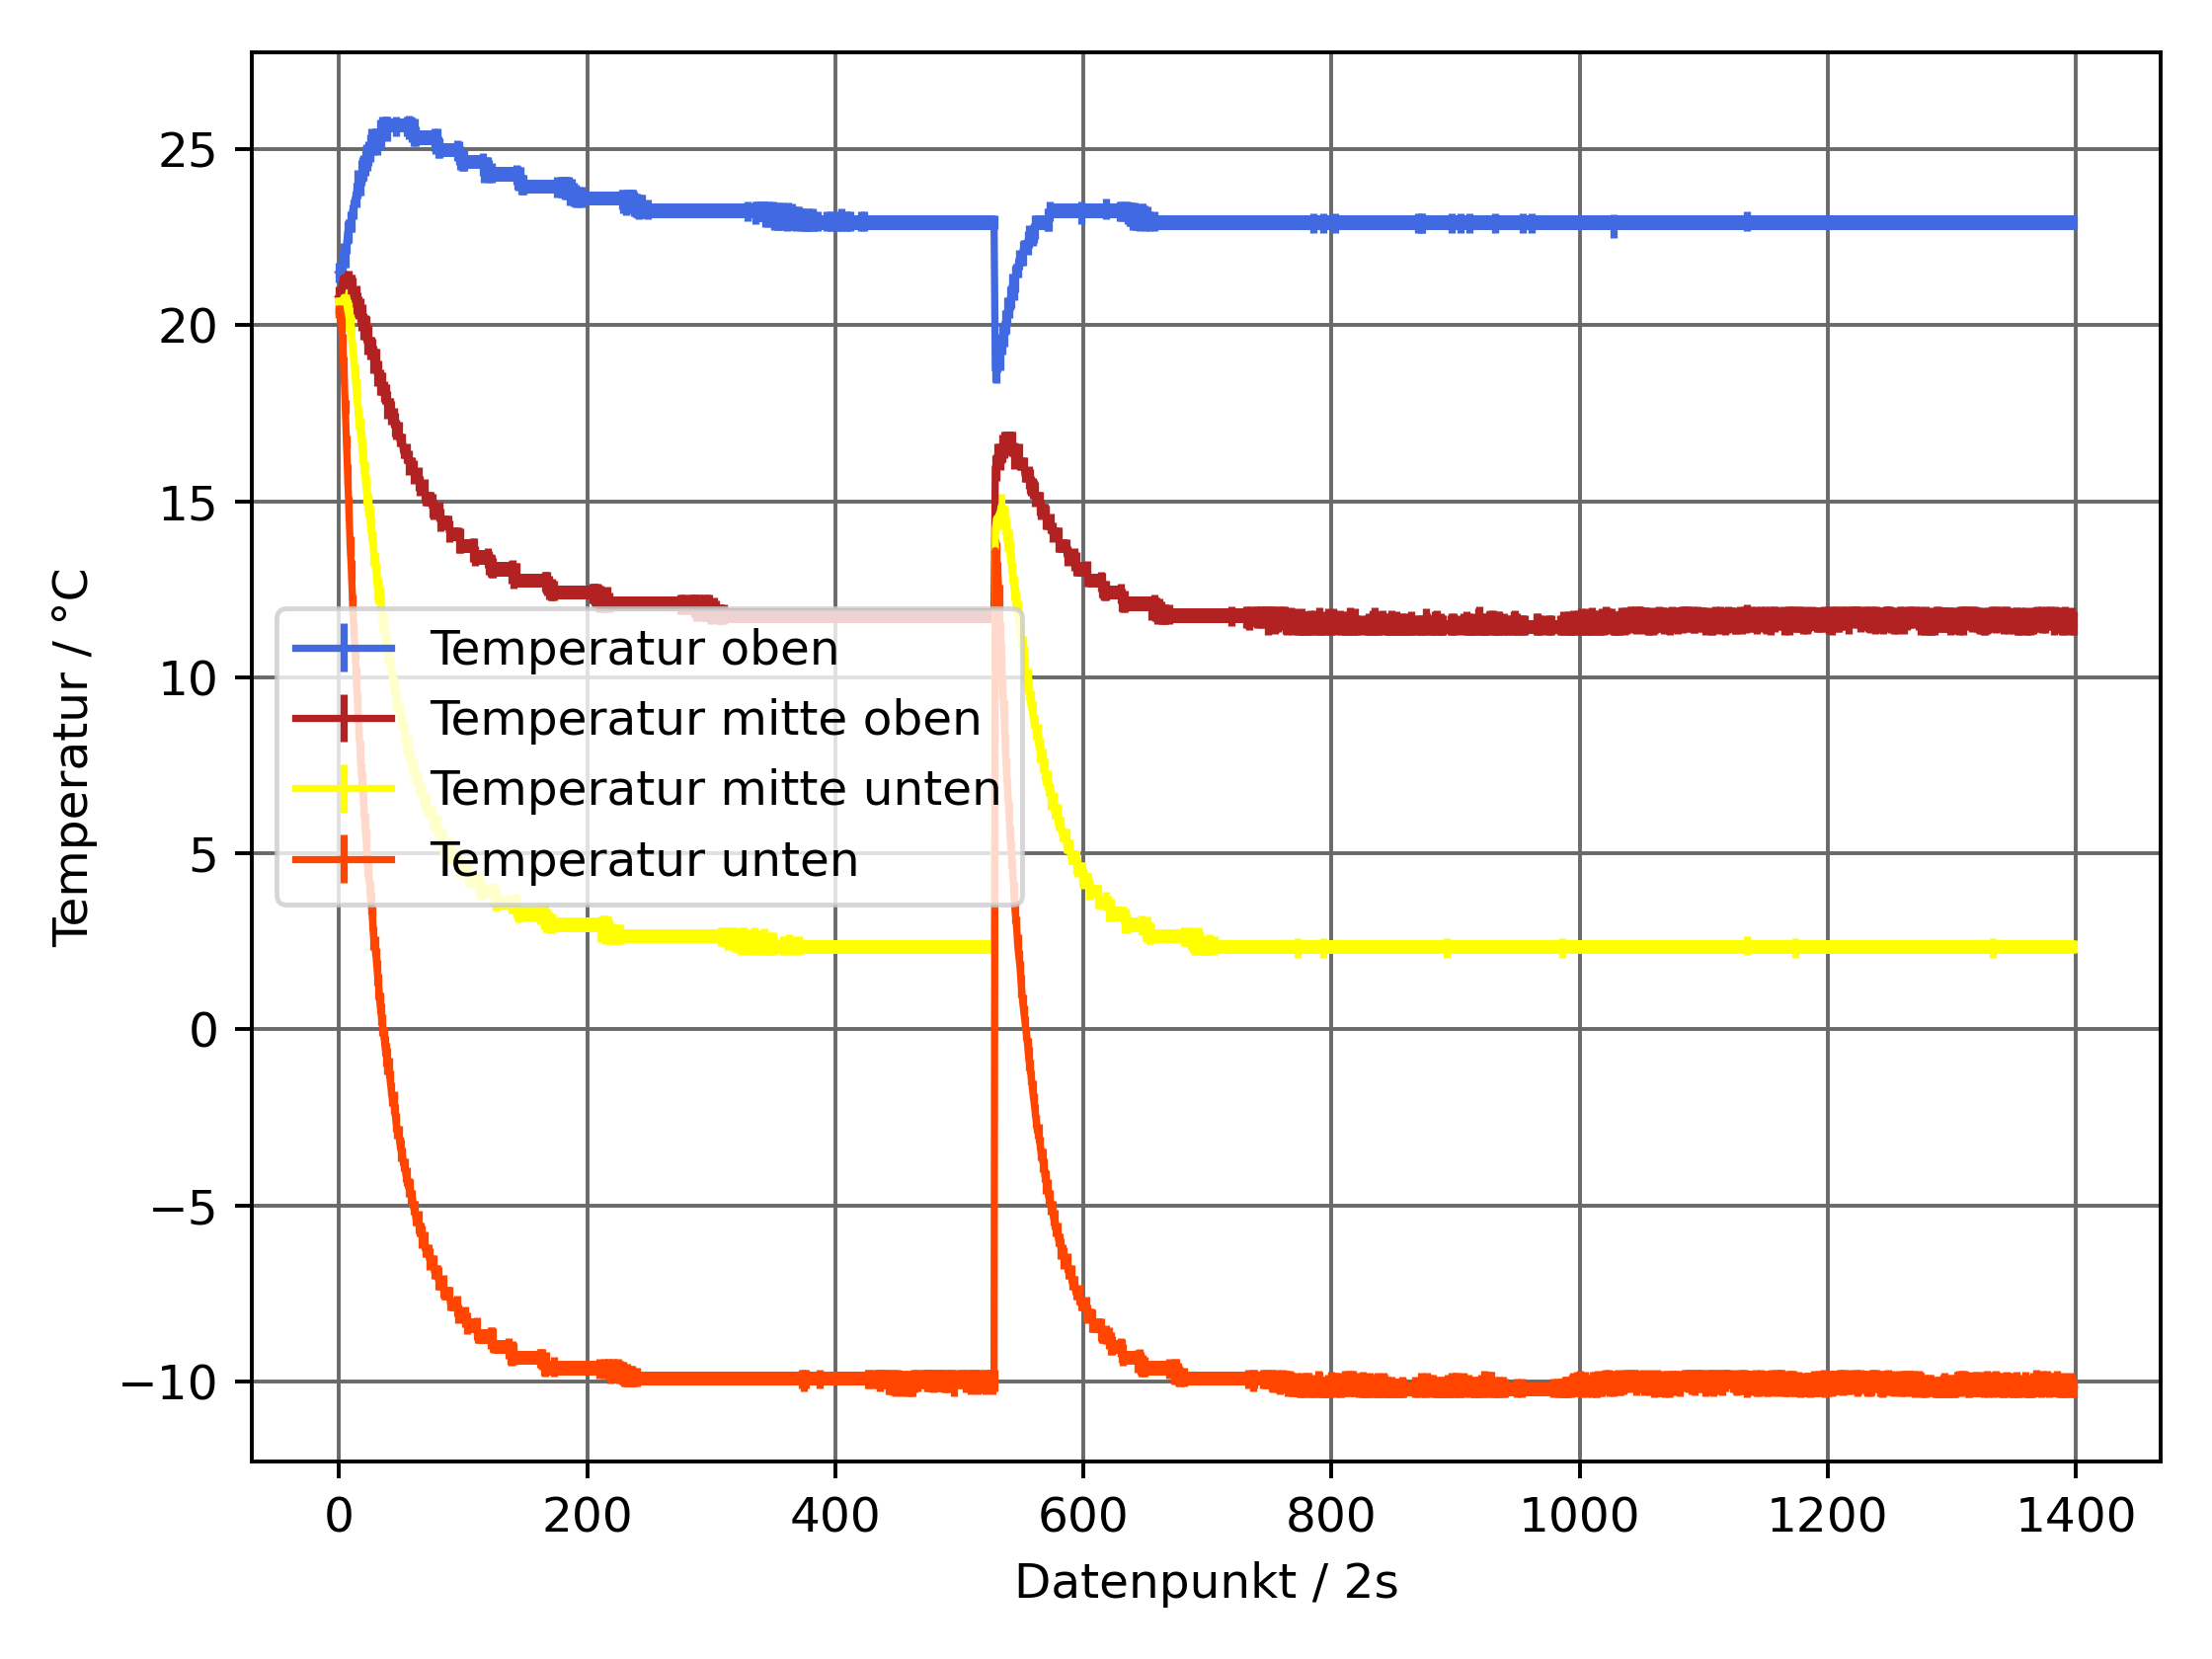 25
20
15
10
5
0
−5
−10
Temperatur / °C
Temperatur oben
Temperatur mitte oben
Temperatur mitte unten
Temperatur unten
0 200 400 600 800 1000 1200 1400
Datenpunkt / 2s